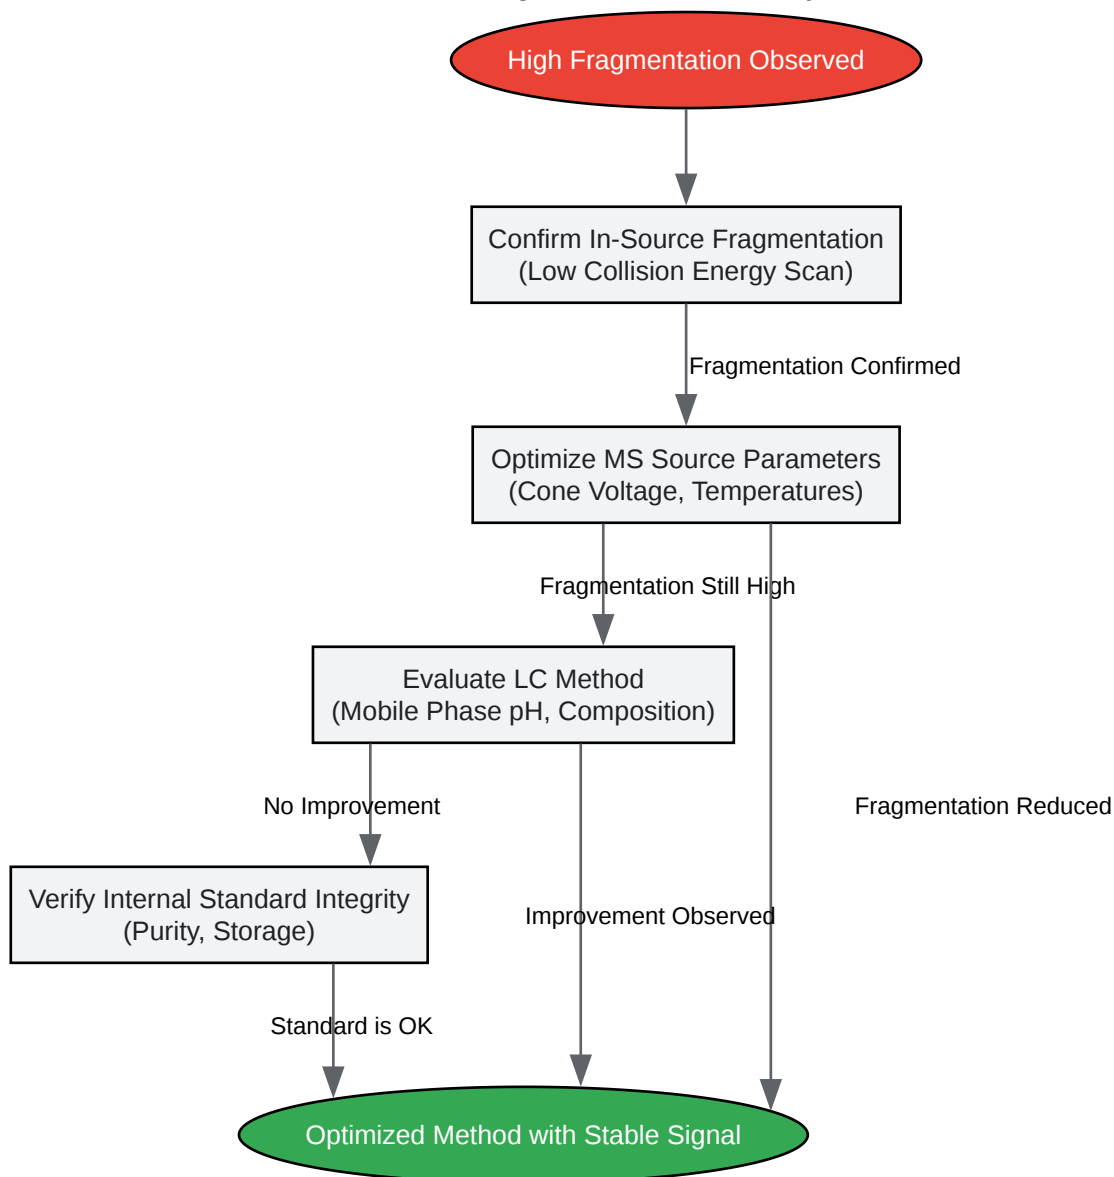 High Fragmentation Observed
Confirm In-Source Fragmentation
(Low Collision Energy Scan)
Fragmentation Confirmed
Optimize MS Source Parameters
(Cone Voltage, Temperatures)
Fragmentation Still High
Evaluate LC Method
(Mobile Phase pH, Composition)
No Improvement
Fragmentation Reduced
Verify Internal Standard Integrity
(Purity, Storage)
Improvement Observed
Standard is OK
Optimized Method with Stable Signal